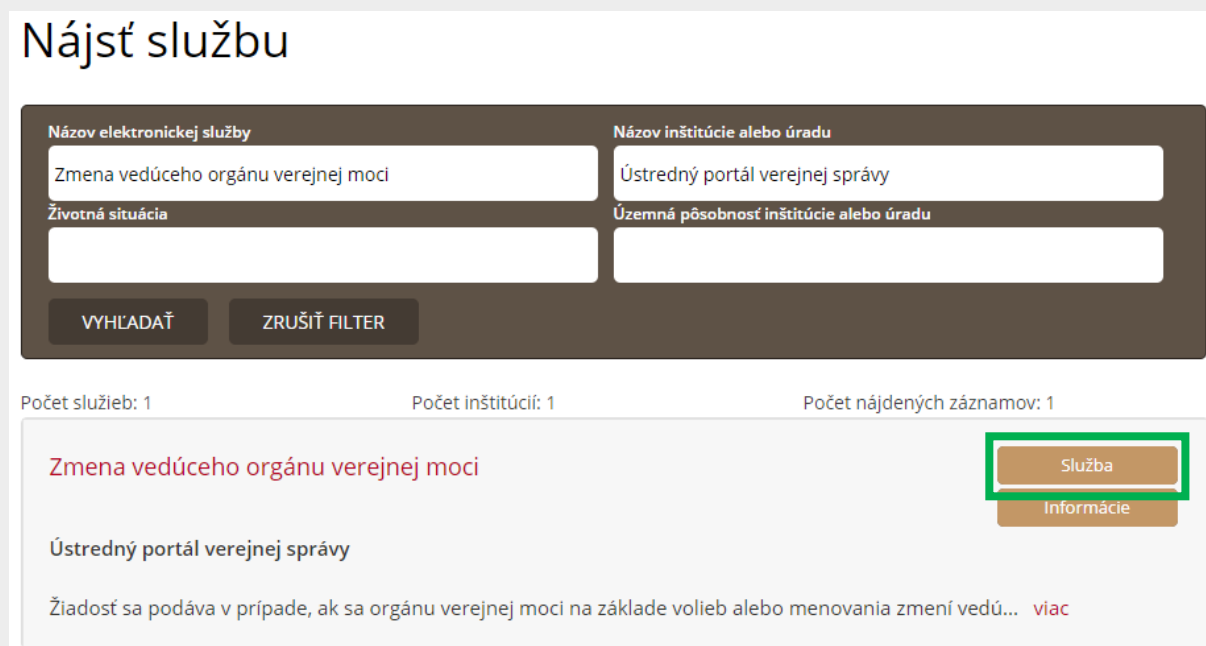 Nájsť službu
Názov elektronickej služby
Názov inštitúcie alebo úradu
Zmena vedúceho orgánu verejnej moci
Ústredný portál verejnej správy
Životná situácia
Územná pôsobnosť inštitúcie alebo úradu
VYHĽADAŤ
ZRUŠIŤ FILTER
Počet služieb: 1
Počet inštitúcií: 1
Počet nájdených záznamov: 1
Zmena vedúceho orgánu verejnej moci
Služba
Informácie
Ústredný portál verejnej správy
Žiadosť sa podáva v prípade, ak sa orgánu verejnej moci na základe volieb alebo menovania zmení vedú... viac